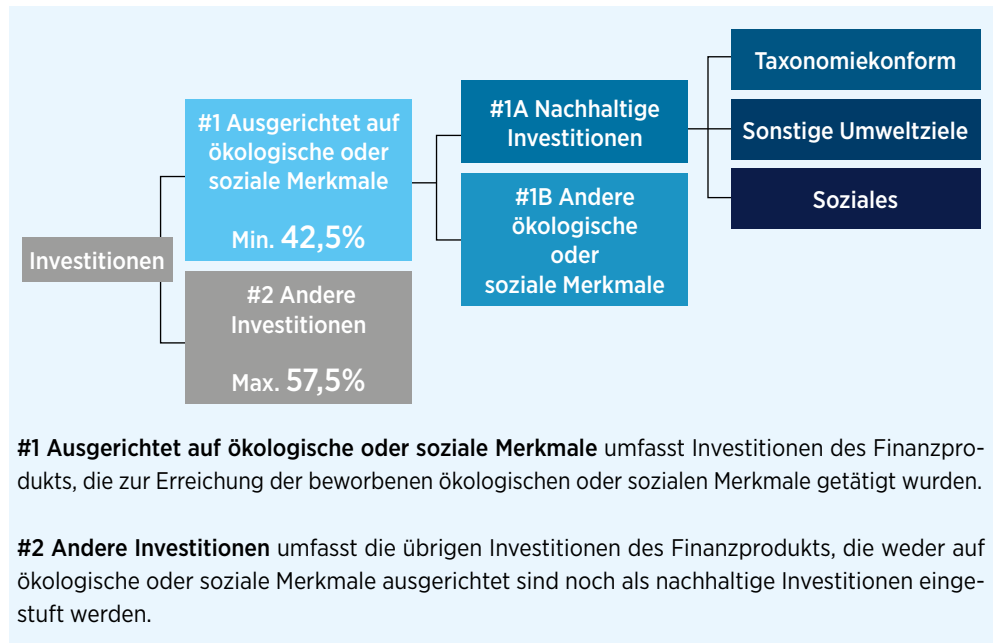 Investitionen
#1 Ausgerichtet auf
ökologische oder
soziale Merkmale
Min. 42,5%
#2 Andere
Investitionen
Max. 57,5%
#1A Nachhaltige
Investitionen
#1B Andere
ökologische
oder
soziale Merkmale
Taxonomiekonform
Sonstige Umweltziele
Soziales
#1 Ausgerichtet auf ökologische oder soziale Merkmale umfasst Investitionen des Finanzpro-
dukts, die zur Erreichung der beworbenen ökologischen oder sozialen Merkmale getätigt wurden.
#2 Andere Investitionen umfasst die übrigen Investitionen des Finanzprodukts, die weder auf
ökologische oder soziale Merkmale ausgerichtet sind noch als nachhaltige Investitionen einge-
stuft werden.